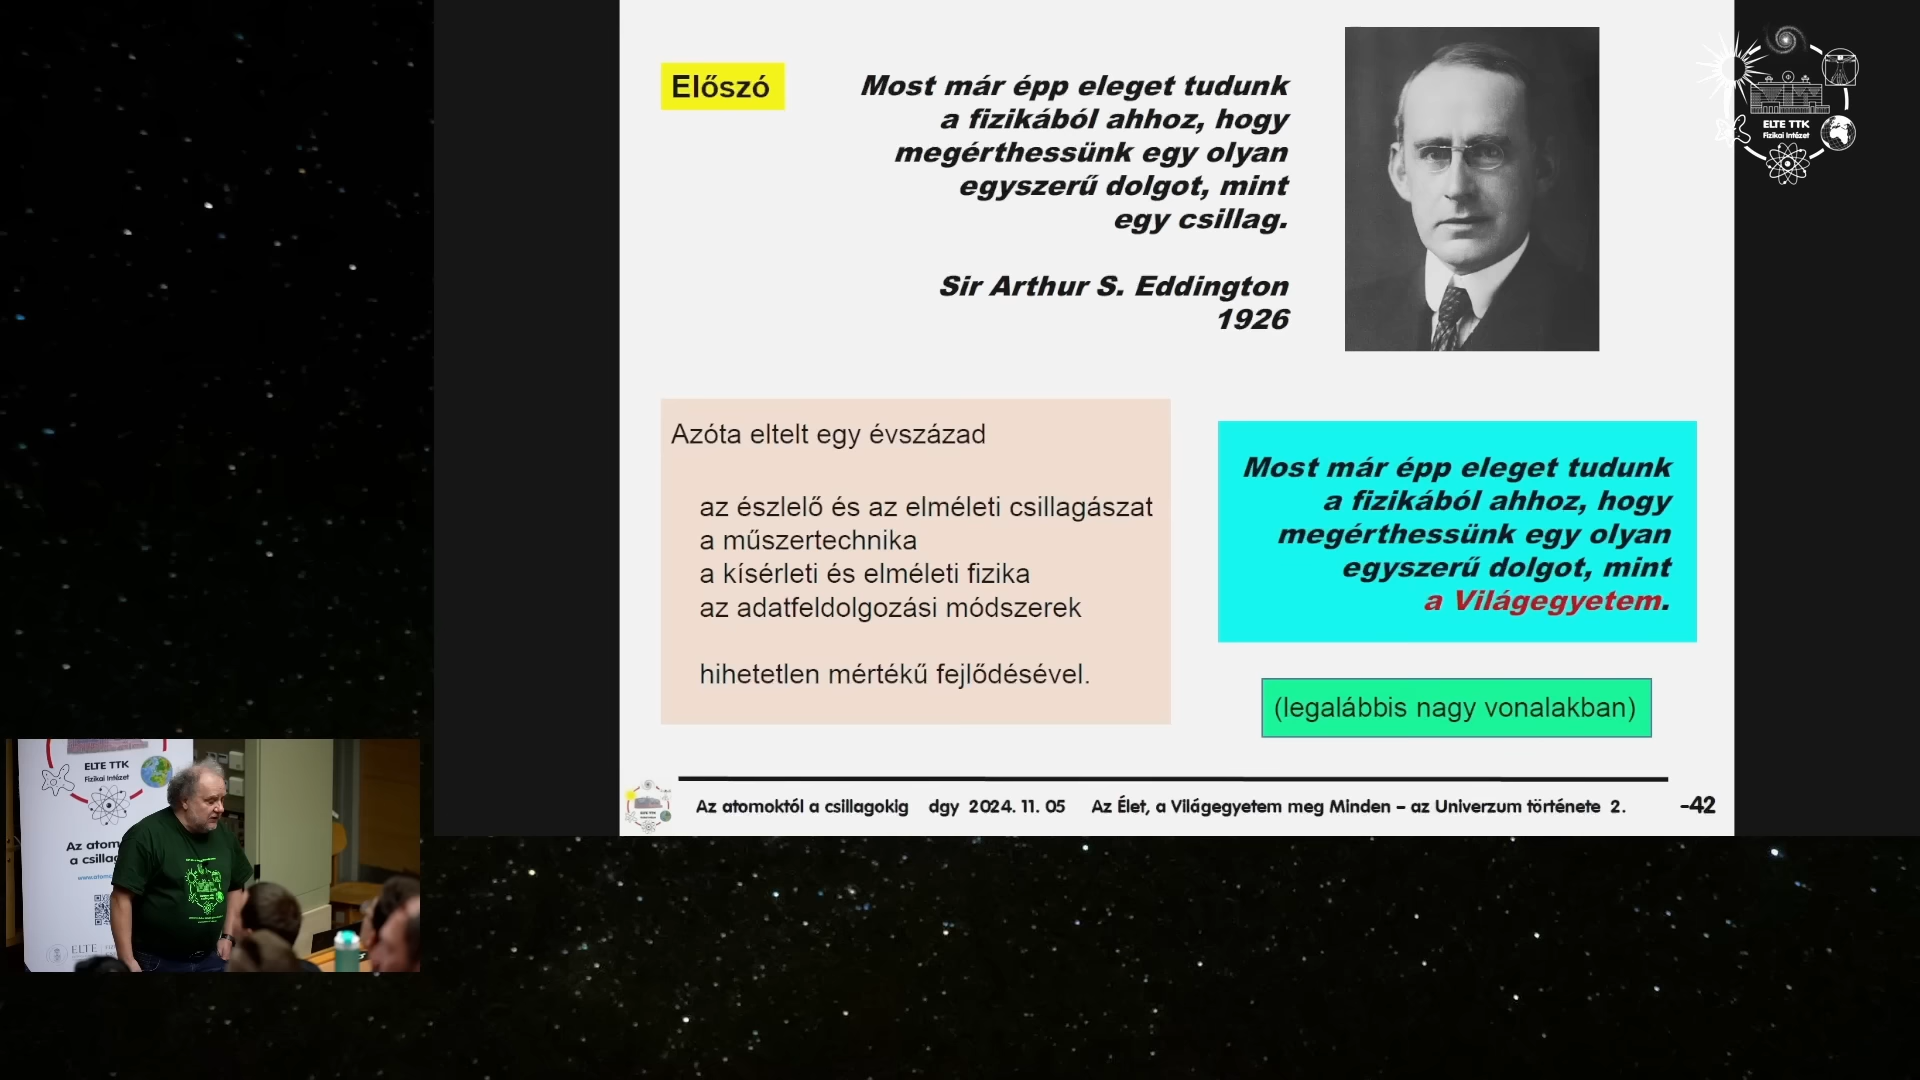 Előszó
Most már épp eleget tudunk
a fizikából ahhoz, hogy
megérthessünk egy olyan
egyszerű dolgot, mint
egy csillag.
Sir Arthur S. Eddington
1926
Azóta eltelt egy évszázad
az észlelő és az elméleti csillagászat
a műszertechnika
a kísérleti és elméleti fizika
az adatfeldolgozási módszerek
hihetetlen mértékű fejlődésével.
Most már épp eleget tudunk
a fizikából ahhoz, hogy
megérthessünk egy olyan
egyszerű dolgot, mint
a Világegyetem.
(legalábbis nagy vonalakban)
Az atomoktól a csillagokig dgy 2024. 11. 05 Az Élet, a Világegyetem meg Minden – az Univerzum története 2. -42
ELTE TTK
Fizikai Intézet
ELTE TTK
Fizikai Intézet
Az atom
a csillag
ELTE